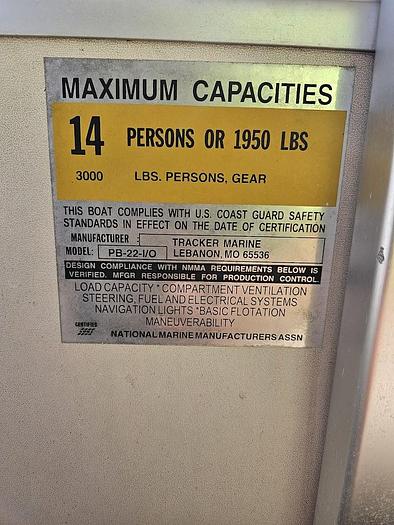 MAXIMUM CAPACITIES
14 PERSONS OR 1950 LBS
3000 LBS. PERSONS, GEAR
THIS BOAT COMPLIES WITH U.S. COAST GUARD SAFETY
STANDARDS IN EFFECT ON THE DATE OF CERTIFICATION
MANUFACTURER : TRACKER MARINE
MODEL: PB-22-I/O LEBANON, MO 65536
DESIGN COMPLIANCE WITH NMMA REQUIREMENTS BELOW IS
VERIFIED. MFGR RESPONSIBLE FOR PRODUCTION CONTROL.
LOAD CAPACITY * COMPARTMENT VENTILATION
STEERING, FUEL AND ELECTRICAL SYSTEMS
NAVIGATION LIGHTS *BASIC FLOTATION
MANEUVERABILITY
CERTIFIED
NATIONAL MARINE MANUFACTURERS ASSN